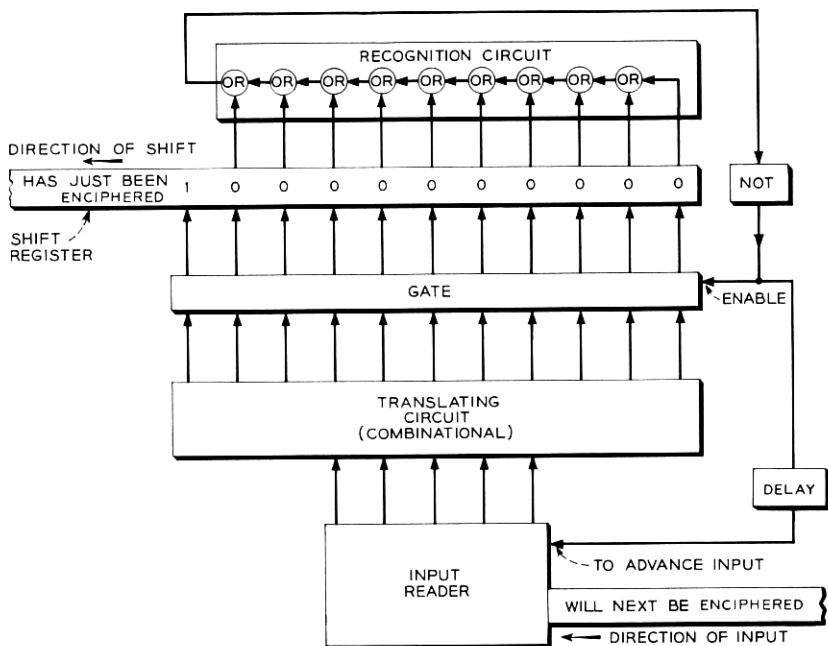 RECOGNITION CIRCUIT
OR OR OR OR OR OR OR OR OR
DIRECTION OF SHIFT
HAS JUST BEEN
ENCIPHERED
1 0 0 0 0 0 0 0 0 0 0
NOT
SHIFT
REGISTER
GATE
ENABLE
TRANSLATING
CIRCUIT
(COMBINATIONAL)
DELAY
TO ADVANCE INPUT
INPUT
READER
WILL NEXT BE ENCIPHERED
DIRECTION OF INPUT